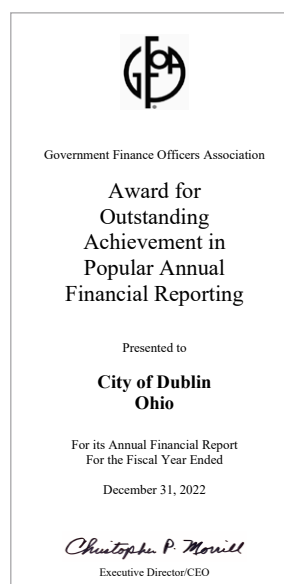 GFOA
Government Finance Officers Association
Award for
Outstanding
Achievement in
Popular Annual
Financial Reporting
Presented to
City of Dublin
Ohio
For its Annual Financial Report
For the Fiscal Year Ended
December 31, 2022
Christopher P. Morrill
Executive Director/CEO